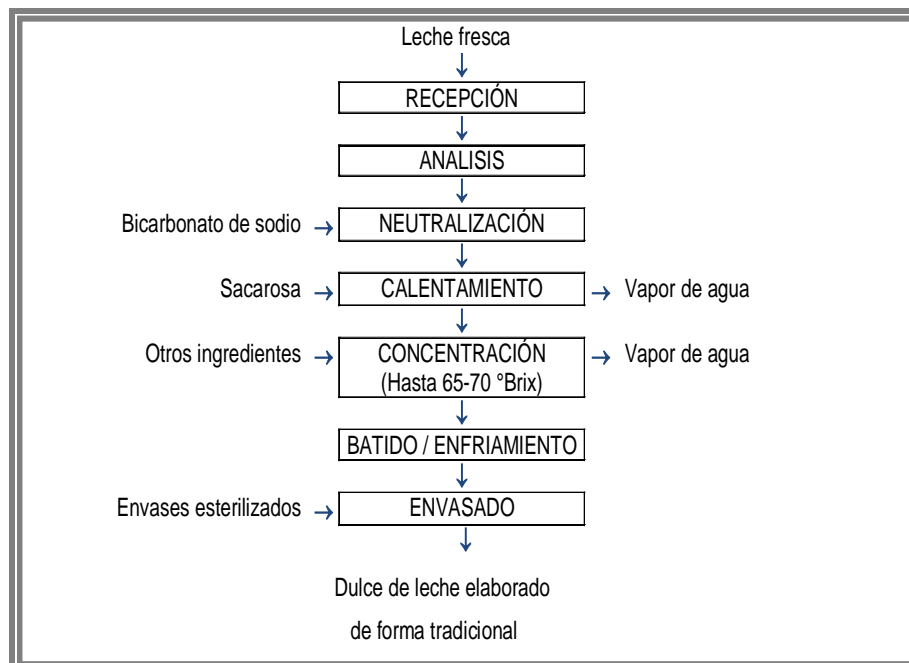 Leche fresca
RECEPCIÓN
ANALISIS
Bicarbonato de sodio → NEUTRALIZACIÓN
Sacarosa → CALENTAMIENTO → Vapor de agua
Otros ingredientes → CONCENTRACIÓN → Vapor de agua
(Hasta 65-70 °Brix)
BATIDO / ENFRIAMIENTO
Envases esterilizados → ENVASADO
Dulce de leche elaborado
de forma tradicional